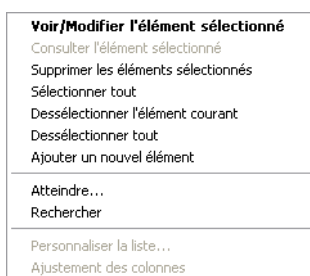 Voir/Modifier l'élément sélectionné
Consulter l'élément sélectionné
Supprimer les éléments sélectionnés
Sélectionner tout
Dessélectionner l'élément courant
Dessélectionner tout
Ajouter un nouvel élément
Atteindre...
Rechercher
Personnaliser la liste...
Ajustement des colonnes